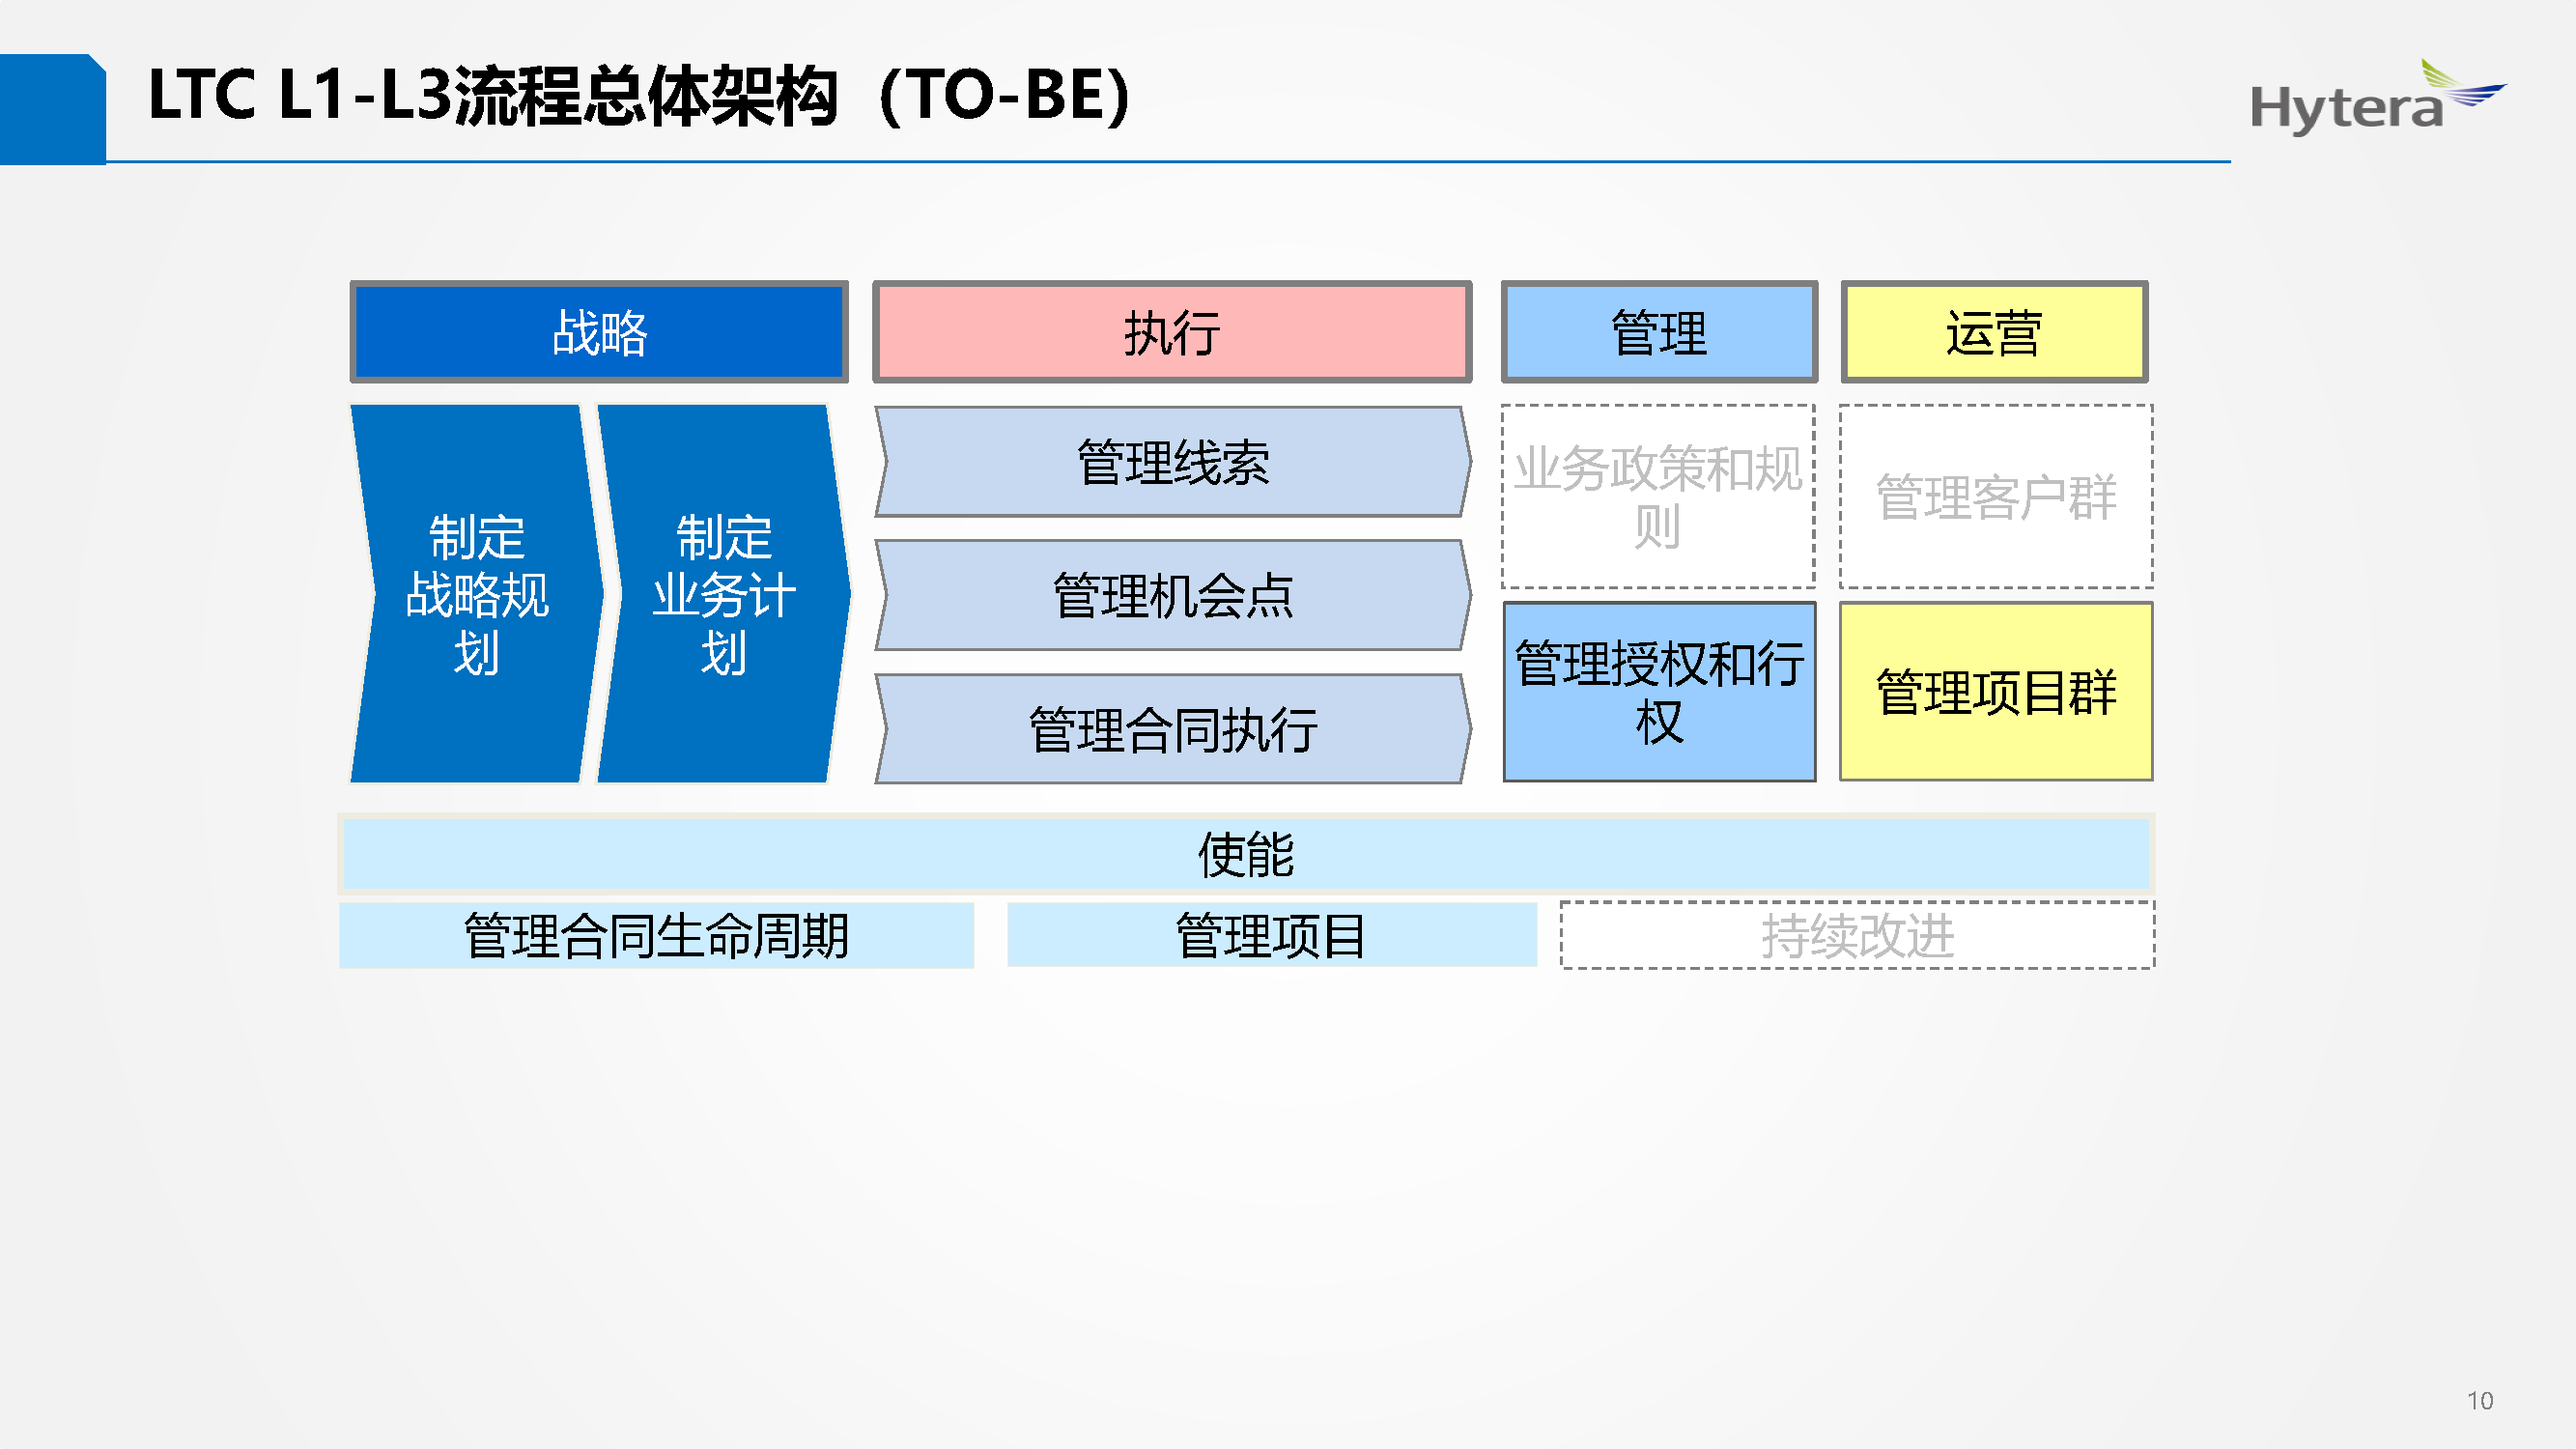 LTC L1-L3流程总体架构（TO-BE）
Hytera
战略
执行
管理
运营
制定
战略规
划
制定
业务计
划
管理线索
管理机会点
管理合同执行
业务政策和规
则
管理客户群
管理授权和行
权
管理项目群
使能
管理合同生命周期
管理项目
持续改进
10